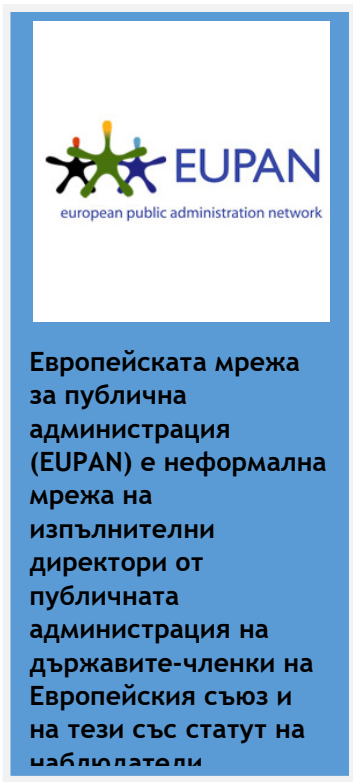 EUPAN
european public administration network
Европейската мрежа
за публична
администрация
(EUPAN) е неформална
мрежа на
изпълнителни
директори от
публичната
администрация на
държавите-членки на
Европейския съюз и
на тези със статут на
наблюдатели